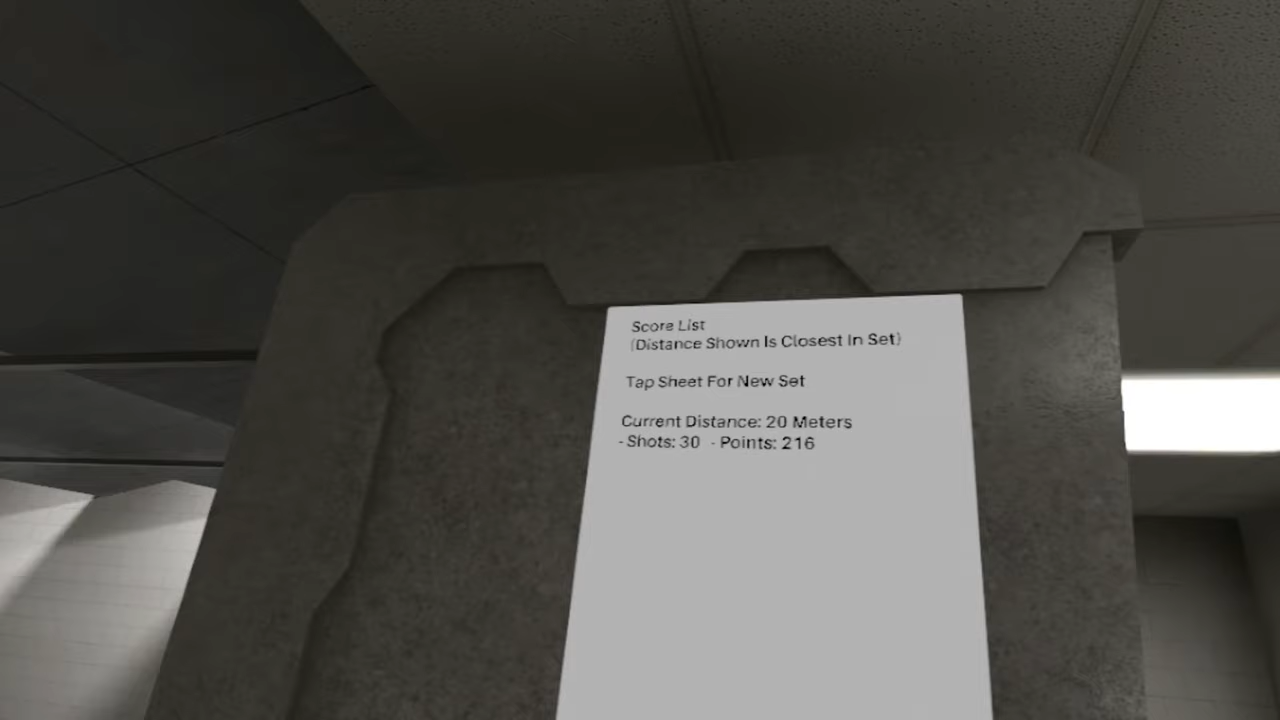 Score List
(Distance Shown Is Closest In Set)
Tap Sheet For New Set
Current Distance: 20 Meters
- Shots: 30 - Points: 216